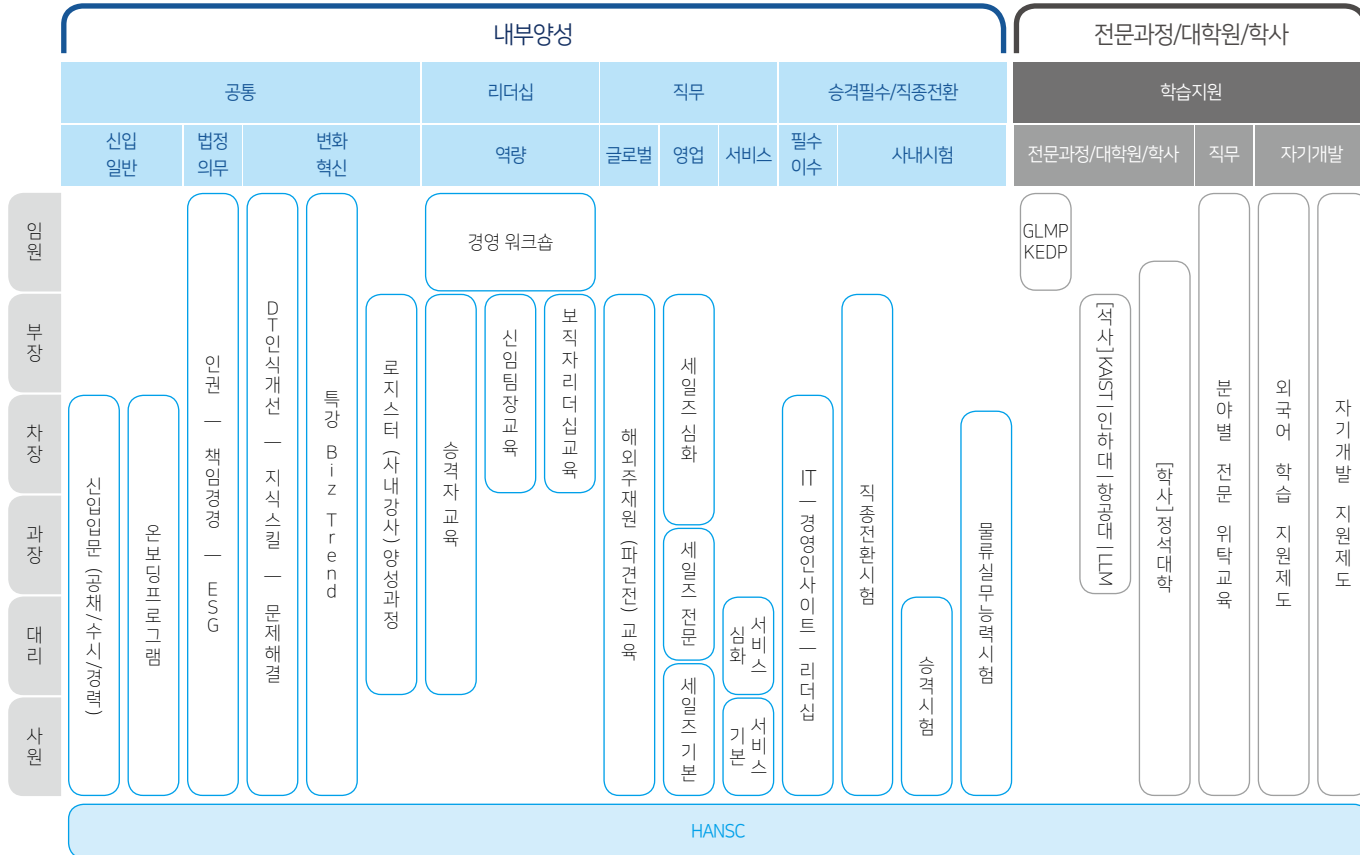 내부양성
전문과정/대학원/학사
공통
리더십
직무
승격필수/직종전환
학습지원
신입
일반
법정
의무
변화
혁신
역량
글로벌
영업
서비스
필수
이수
사내시험
전문과정/대학원/학사
직무
자기개발
임원
부장
차장
과장
대리
사원
신입입문 (공채/수시/경력)
온보딩프로그램
인권 | 책임경경 | ESG
DT인식개선 | 지식스킬 | 문제해결
특강 Biz Trend
로지스터 (사내강사) 양성과정
경영 워크숍
승격자 교육
신임팀장교육
보직자리더십교육
해외주재원 (파견전) 교육
세일즈 심화
세일즈 전문
세일즈 기본
서비스
심화
서비스
기본
IT | 경영인사이트 | 리더십
직종전환시험
승격시험
물류실무능력시험
GLMP
KEDP
[석사] KAIST | 인하대 | 항공대 | LLM
[학사] 정석대학
분야별 전문 위탁교육
외국어 학습 지원제도
자기개발 지원제도
HANSC